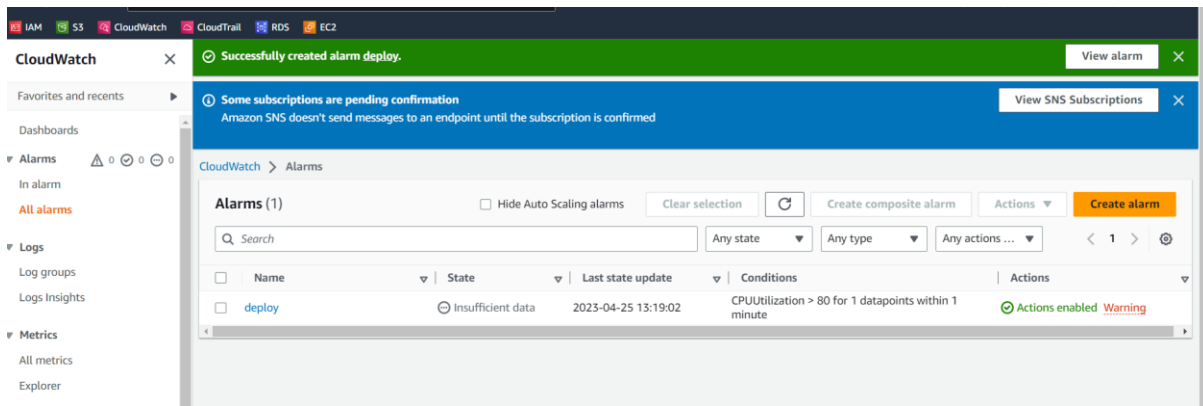 IAM S3 CloudWatch CloudTrail RDS EC2
CloudWatch
Favorites and recents
Dashboards
Alarms 0 0 0
In alarm
All alarms
Logs
Log groups
Logs Insights
Metrics
All metrics
Explorer
Successfully created alarm deploy.
View alarm
Some subscriptions are pending confirmation
Amazon SNS doesn't send messages to an endpoint until the subscription is confirmed
View SNS Subscriptions
CloudWatch > Alarms
Alarms (1)
Hide Auto Scaling alarms
Clear selection
Create composite alarm
Actions
Create alarm
Search
Any state
Any type
Any actions ...
< 1 >
Name State Last state update Conditions Actions
deploy Insufficient data 2023-04-25 13:19:02 CPUUtilization > 80 for 1 datapoints within 1
minute
Actions enabled Warning